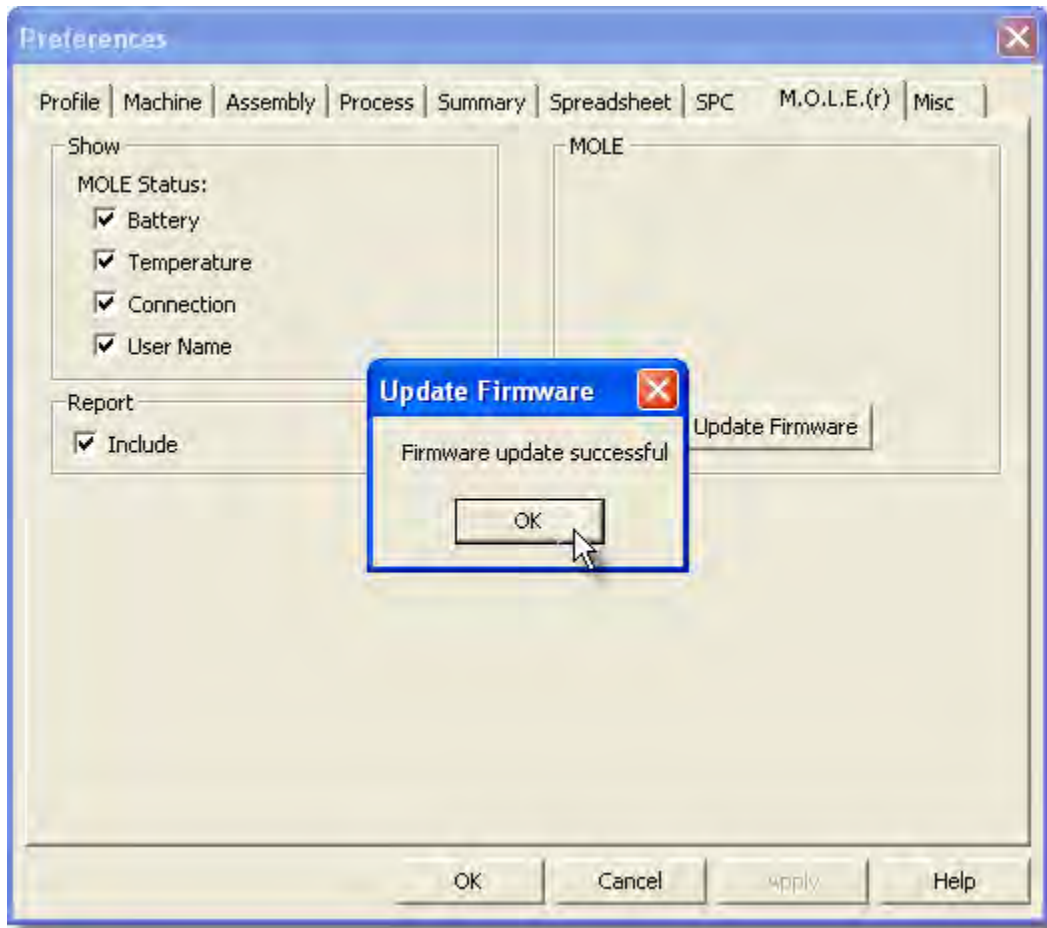 Preferences
Profile Machine Assembly Process Summary Spreadsheet SPC M.O.L.E.(r) Misc
Show
MOLE Status:
Battery
Temperature
Connection
User Name
MOLE
Report
Include
Update Firmware
Update Firmware
Firmware update successful
OK
OK Cancel Apply Help